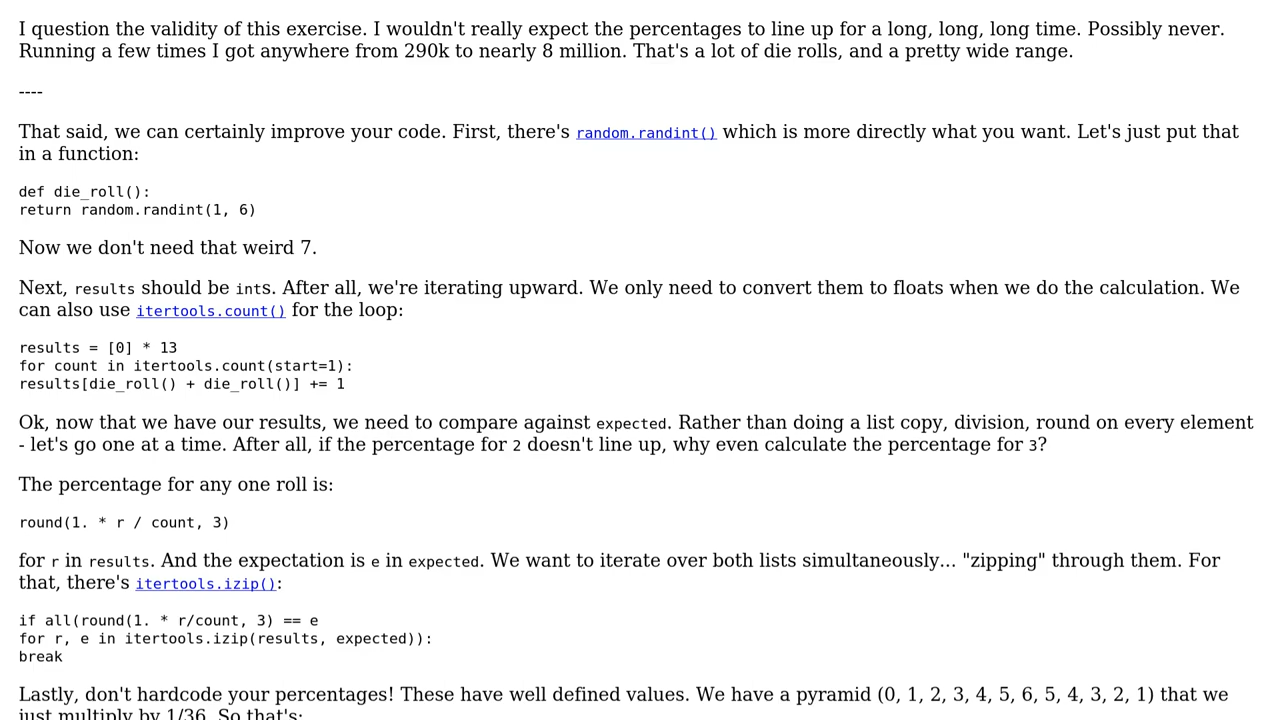 I question the validity of this exercise. I wouldn't really expect the percentages to line up for a long, long, long time. Possibly never.
Running a few times I got anywhere from 290k to nearly 8 million. That's a lot of die rolls, and a pretty wide range.
----
That said, we can certainly improve your code. First, there's random.randint() which is more directly what you want. Let's just put that
in a function:
def die_roll():
return random.randint(1, 6)
Now we don't need that weird 7.
Next, results should be ints. After all, we're iterating upward. We only need to convert them to floats when we do the calculation. We
can also use itertools.count() for the loop:
results = [0] * 13
for count in itertools.count(start=1):
results[die_roll() + die_roll()] += 1
Ok, now that we have our results, we need to compare against expected. Rather than doing a list copy, division, round on every element
- let's go one at a time. After all, if the percentage for 2 doesn't line up, why even calculate the percentage for 3?
The percentage for any one roll is:
round(1. * r / count, 3)
for r in results. And the expectation is e in expected. We want to iterate over both lists simultaneously... "zipping" through them. For
that, there's itertools.izip():
if all(round(1. * r/count, 3) == e
for r, e in itertools.izip(results, expected)):
break
Lastly, don't hardcode your percentages! These have well defined values. We have a pyramid (0, 1, 2, 3, 4, 5, 6, 5, 4, 3, 2, 1) that we
just multiply by 1/36. So that's: